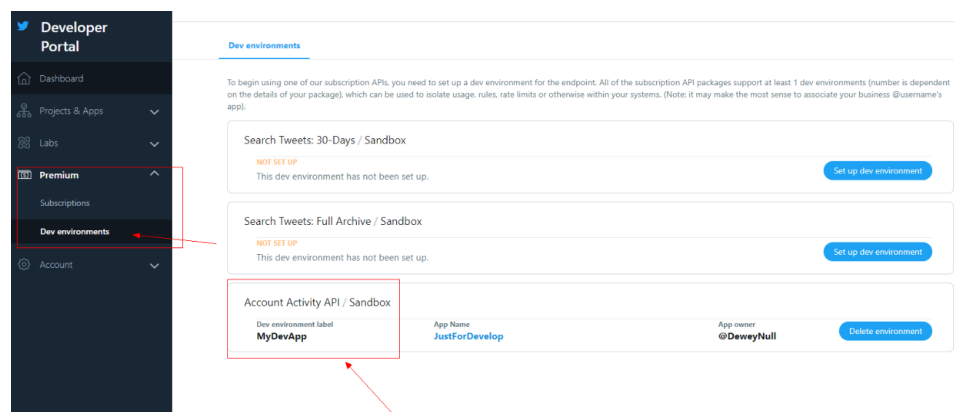 Developer
Portal
Dashboard
Projects & Apps
Labs
Premium
Subscriptions
Dev environments
Account
Dev environments
To begin using one of our subscription APIs, you need to set up a dev environment for the endpoint. All of the subscription API packages support at least 1 dev environments (number is dependent
on the details of your package), which can be used to isolate usage, rules, rate limits or otherwise within your systems. (Note: it may make the most sense to associate your business @username's
app).
Search Tweets: 30-Days / Sandbox
NOT SET UP
This dev environment has not been set up.
Set up dev environment
Search Tweets: Full Archive / Sandbox
NOT SET UP
This dev environment has not been set up.
Set up dev environment
Account Activity API / Sandbox
Dev environment label
MyDevApp
App Name
JustForDevelop
App owner
@DeweyNull
Delete environment